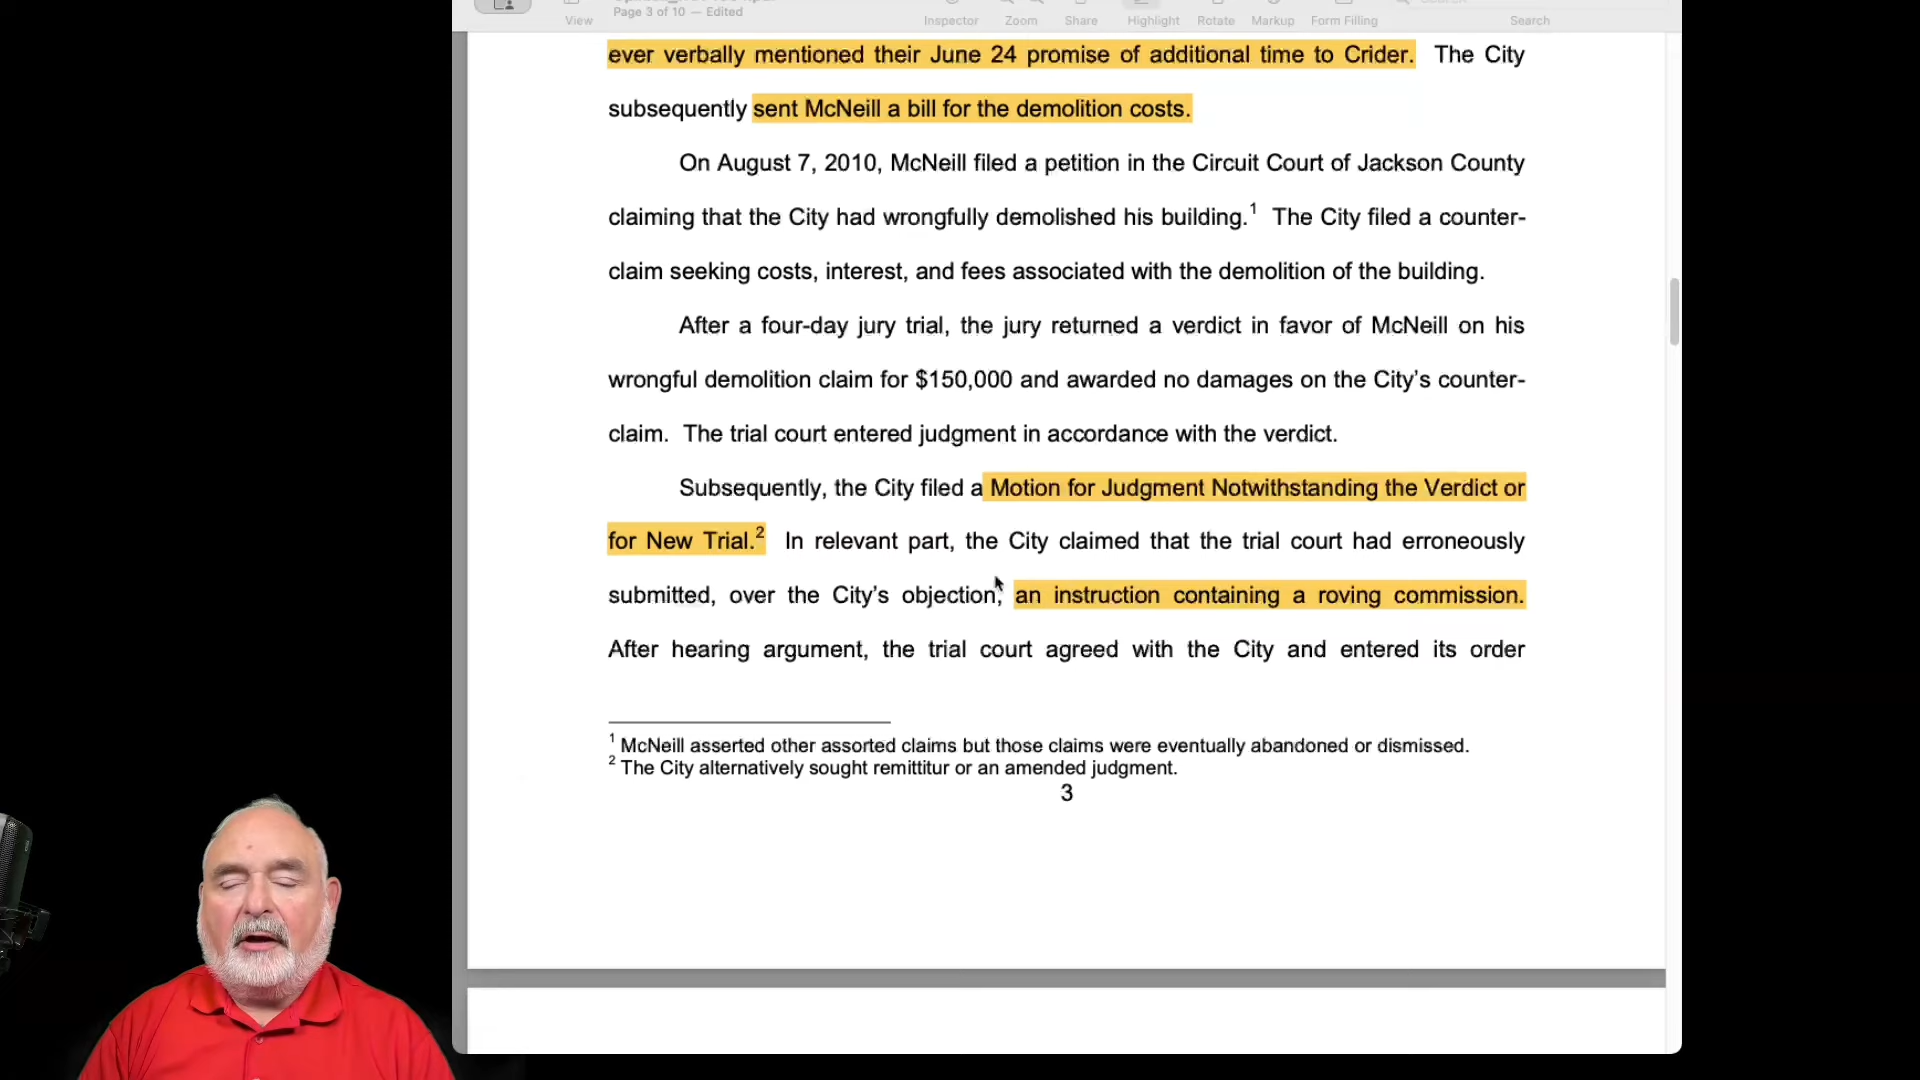 Page 3 of 10 — Edited
View
Inspector
Zoom
Share
Highlight
Rotate
Markup
Form Filling
Search
ever verbally mentioned their June 24 promise of additional time to Crider. The City
subsequently sent McNeill a bill for the demolition costs.
On August 7, 2010, McNeill filed a petition in the Circuit Court of Jackson County
claiming that the City had wrongfully demolished his building.1 The City filed a counter-
claim seeking costs, interest, and fees associated with the demolition of the building.
After a four-day jury trial, the jury returned a verdict in favor of McNeill on his
wrongful demolition claim for $150,000 and awarded no damages on the City's counter-
claim. The trial court entered judgment in accordance with the verdict.
Subsequently, the City filed a Motion for Judgment Notwithstanding the Verdict or
for New Trial.2 In relevant part, the City claimed that the trial court had erroneously
submitted, over the City's objection, an instruction containing a roving commission.
After hearing argument, the trial court agreed with the City and entered its order
1 McNeill asserted other assorted claims but those claims were eventually abandoned or dismissed.
2 The City alternatively sought remittitur or an amended judgment.
3